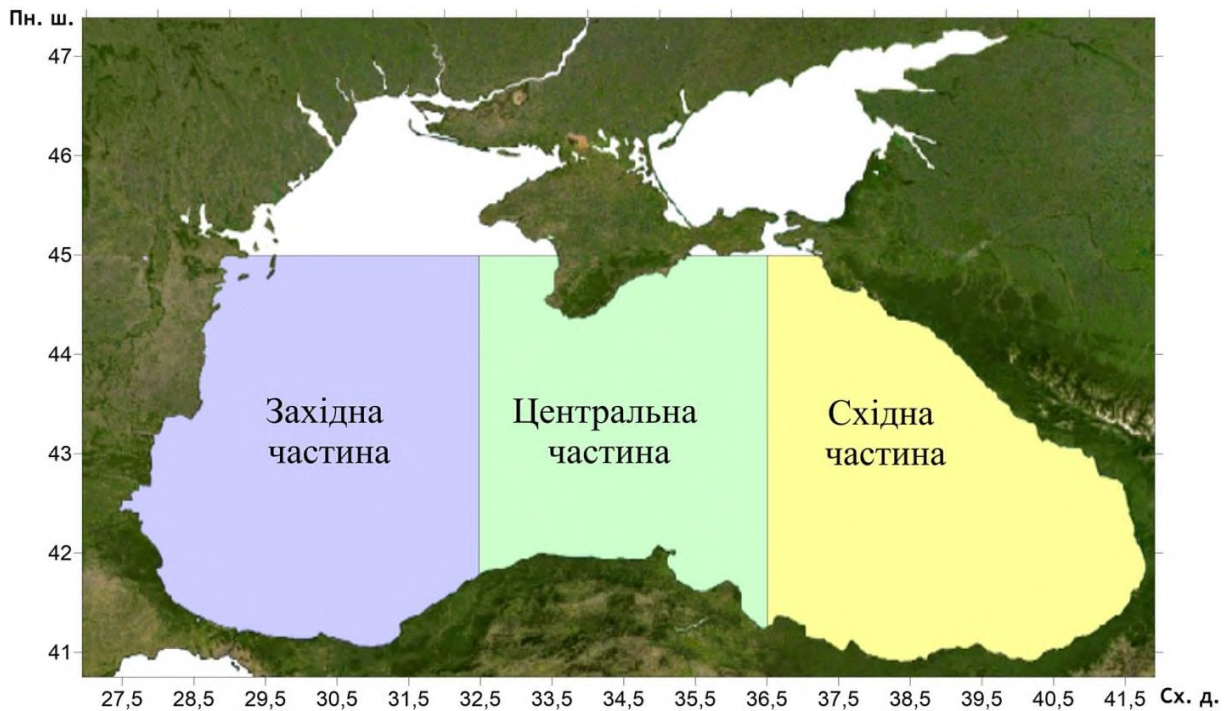 Пн. ш.
47
46
45
44
43
42
41
Західна
частина
Центральна
частина
Східна
частина
27,5 28,5 29,5 30,5 31,5 32,5 33,5 34,5 35,5 36,5 37,5 38,5 39,5 40,5 41,5 Сх. д.